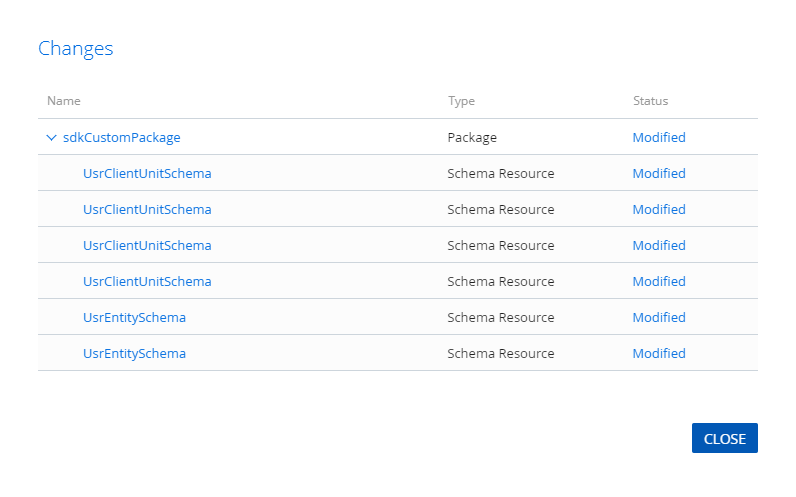 Changes
Name Type Status
sdkCustomPackage Package Modified
UsrClientUnitSchema Schema Resource Modified
UsrClientUnitSchema Schema Resource Modified
UsrClientUnitSchema Schema Resource Modified
UsrClientUnitSchema Schema Resource Modified
UsrEntitySchema Schema Resource Modified
UsrEntitySchema Schema Resource Modified
CLOSE